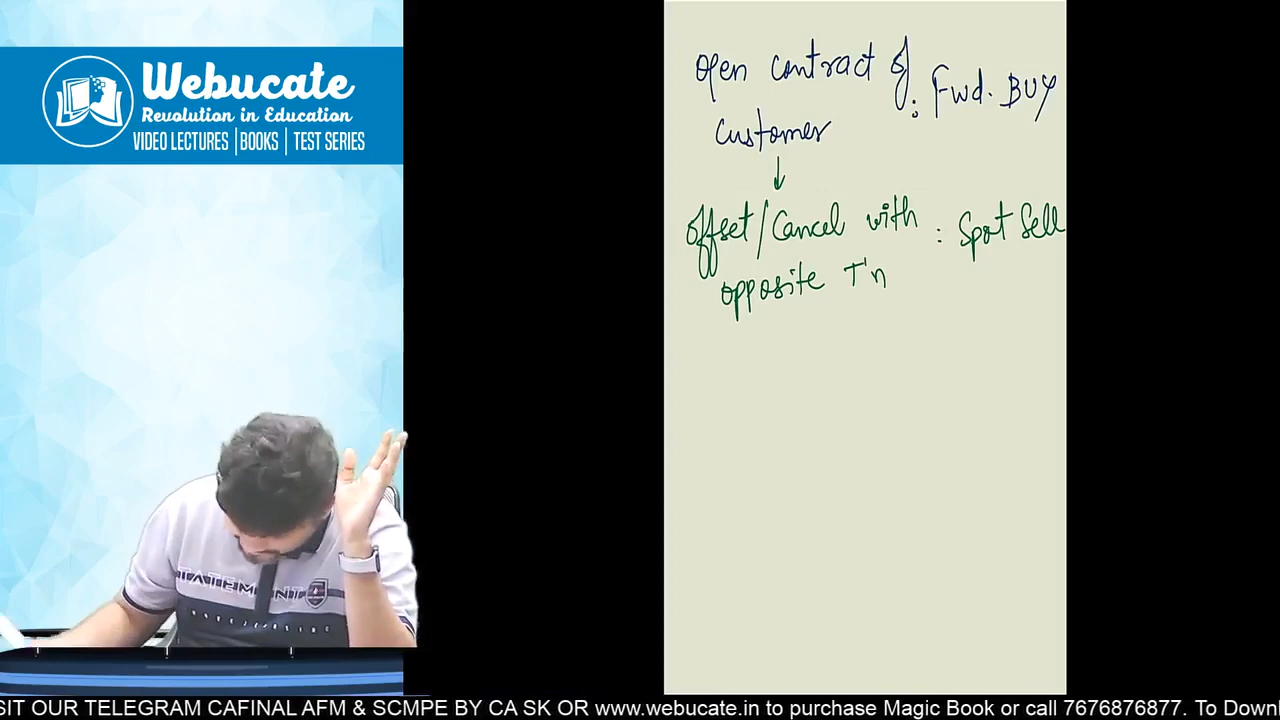 Webucate
Revolution in Education
VIDEO LECTURES | BOOKS | TEST SERIES
Open contract of : Fwd. BUY
Customer
↓
Offset/Cancel with : Spot Sell
opposite T'n
TATEMENT
SIT OUR TELEGRAM CAFINAL AFM & SCMPE BY CA SK OR www.webucate.in to purchase Magic Book or call 7676876877. To Down